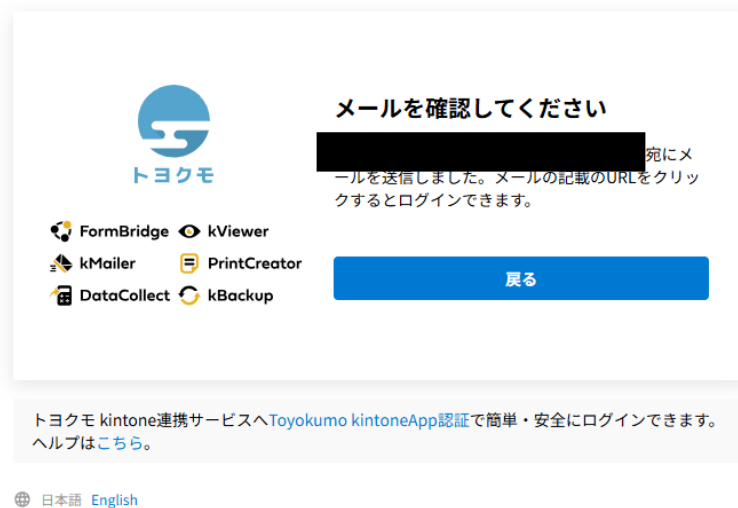 トヨクモ
FormBridge
kViewer
kMailer
PrintCreator
DataCollect
kBackup
メールを確認してください
宛にメ
ールを送信しました。メールの記載のURLをクリッ
クするとログインできます。
戻る
トヨクモ kintone連携サービスへToyokumo kintoneApp認証で簡単・安全にログインできます。
ヘルプはこちら。
日本語 English